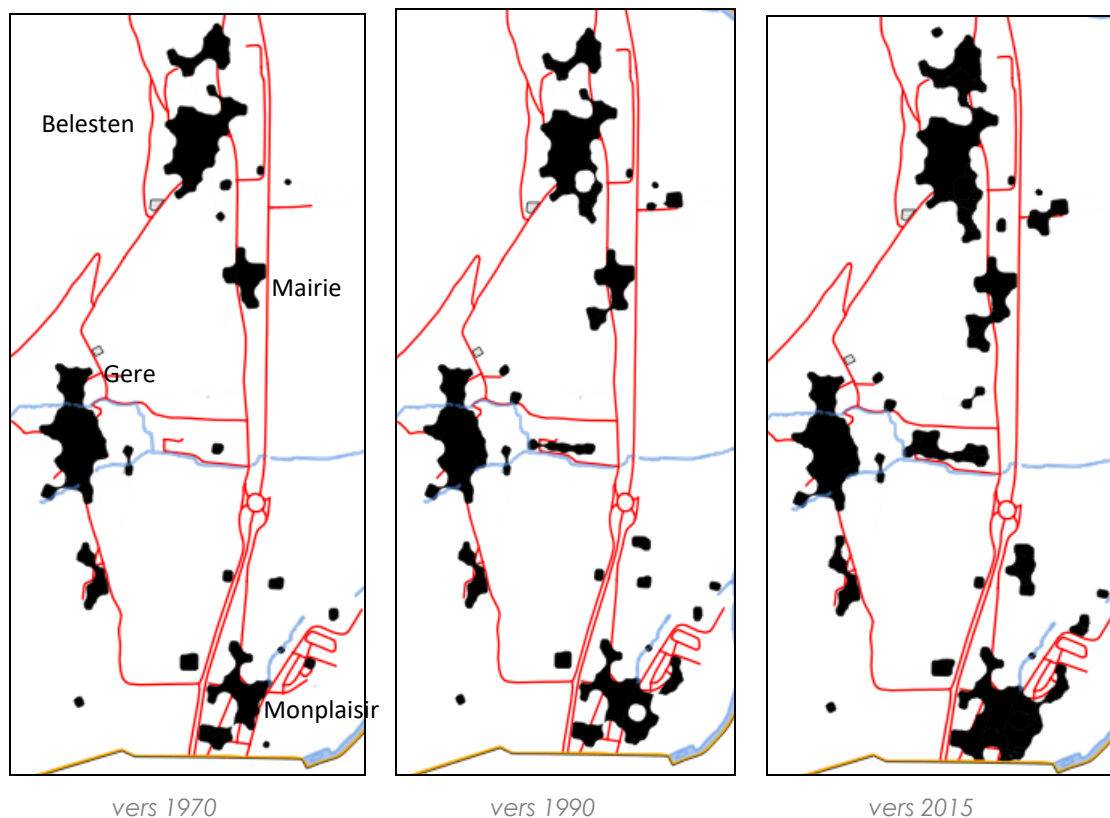 Belesten
Mairie
Gere
Monplaisir
vers 1970
vers 1990
vers 2015